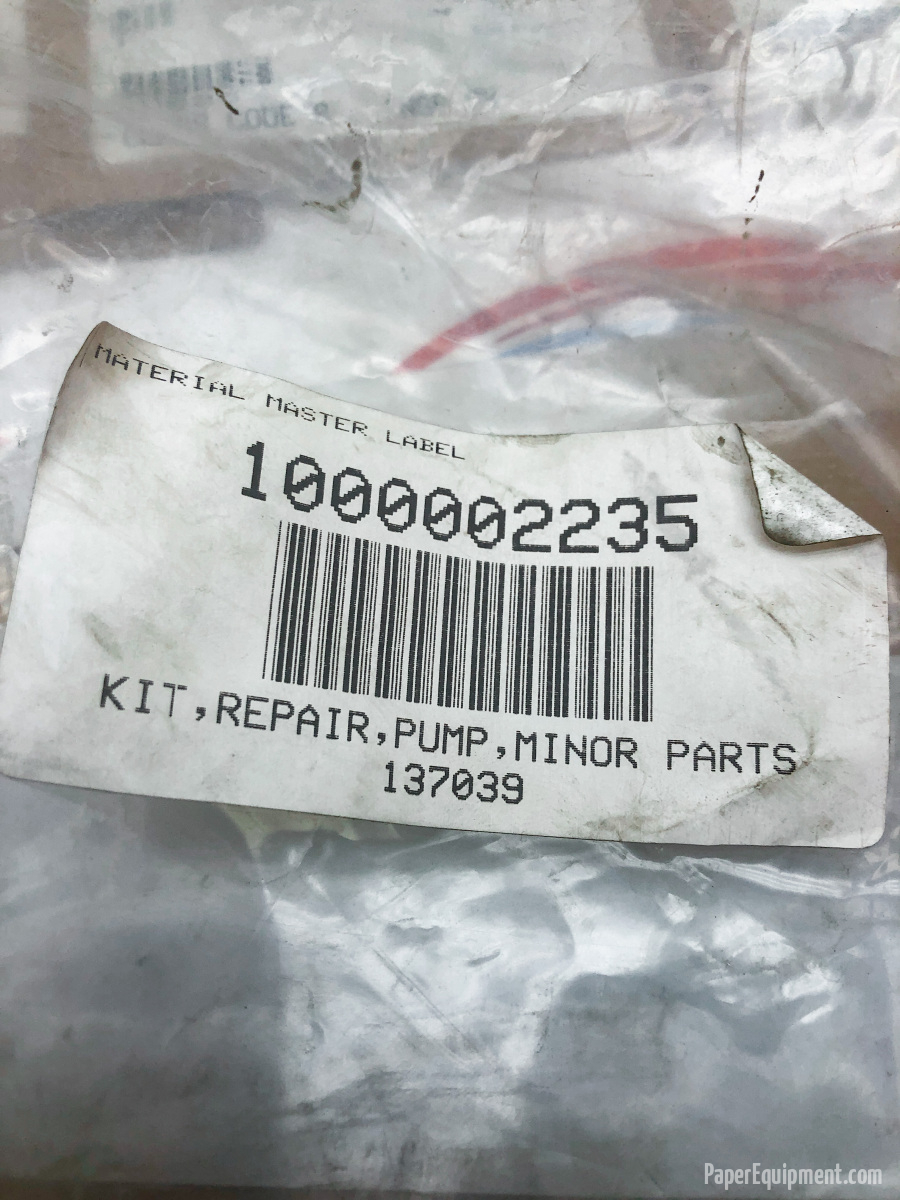 MATERIAL MASTER LABEL
1000002235
KIT,REPAIR,PUMP,MINOR PARTS
137039
PaperEquipment.com